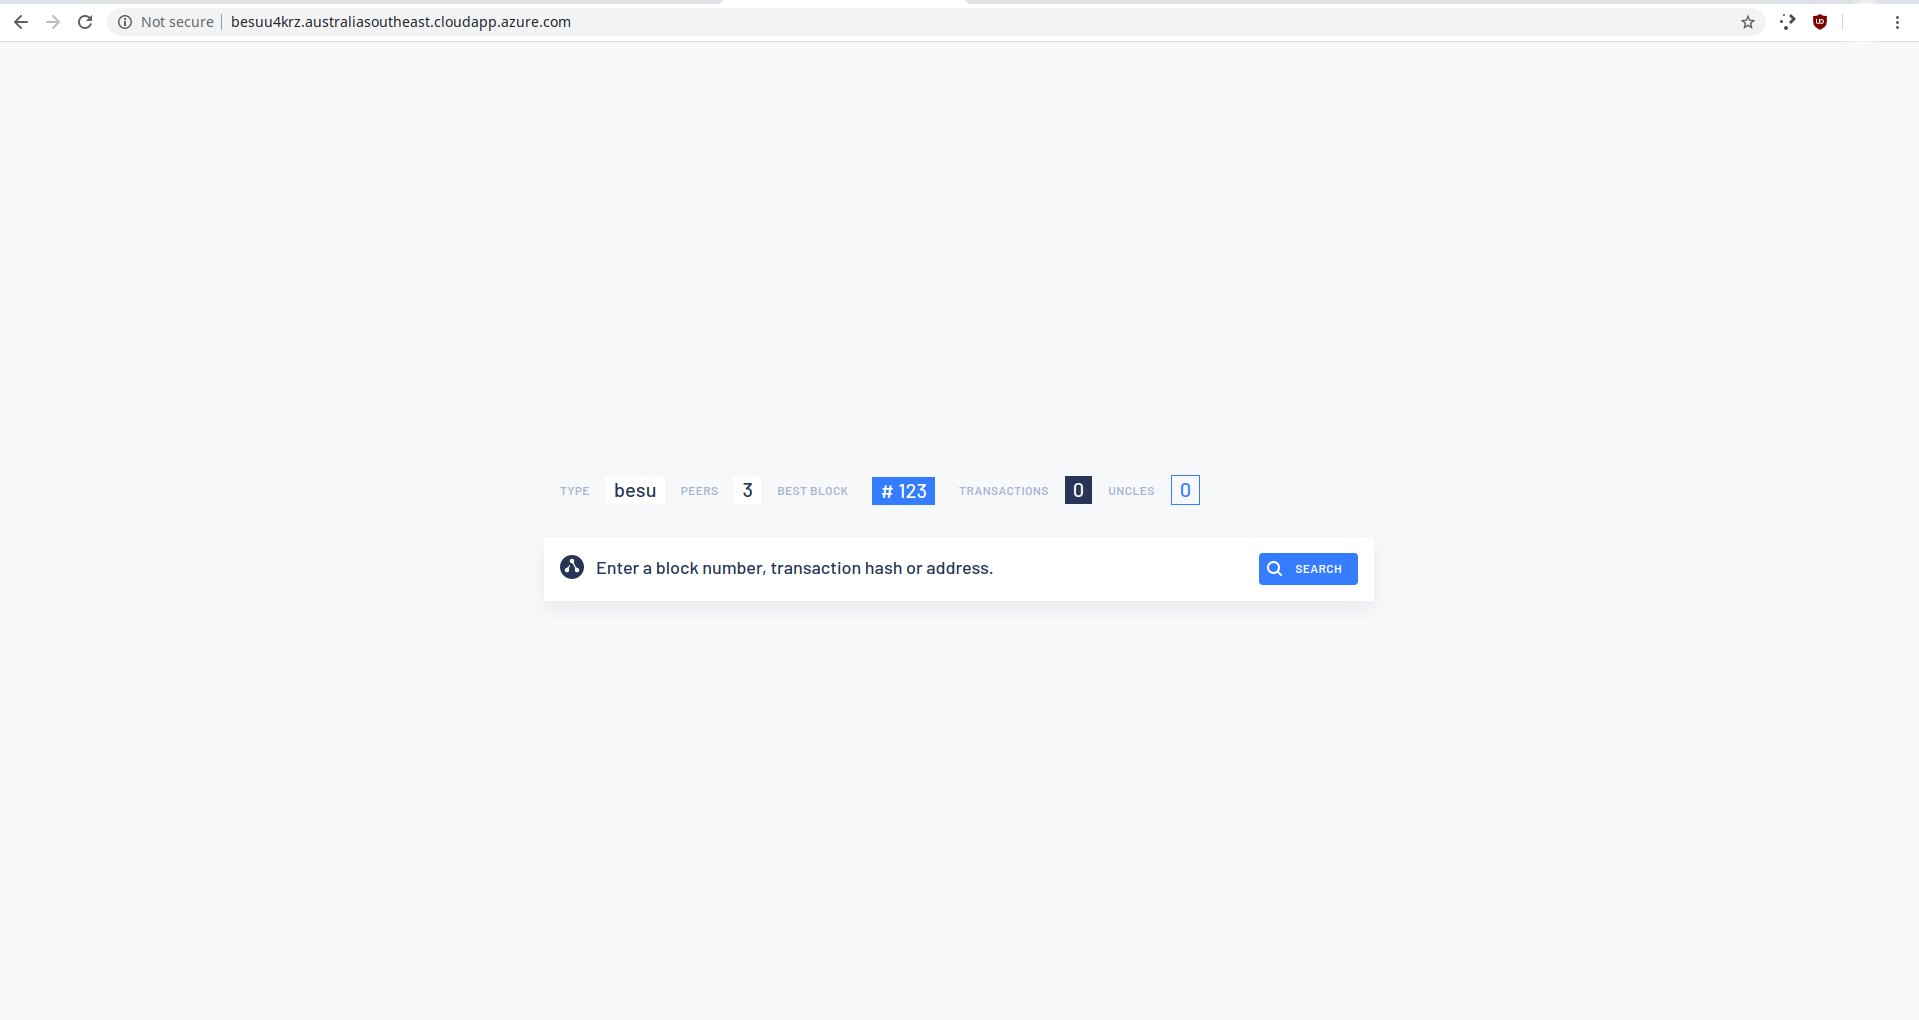 Not secure besuu4krz.australiasoutheast.cloudapp.azure.com
TYPE besu PEERS 3 BEST BLOCK # 123 TRANSACTIONS 0 UNCLES 0
Enter a block number, transaction hash or address. SEARCH